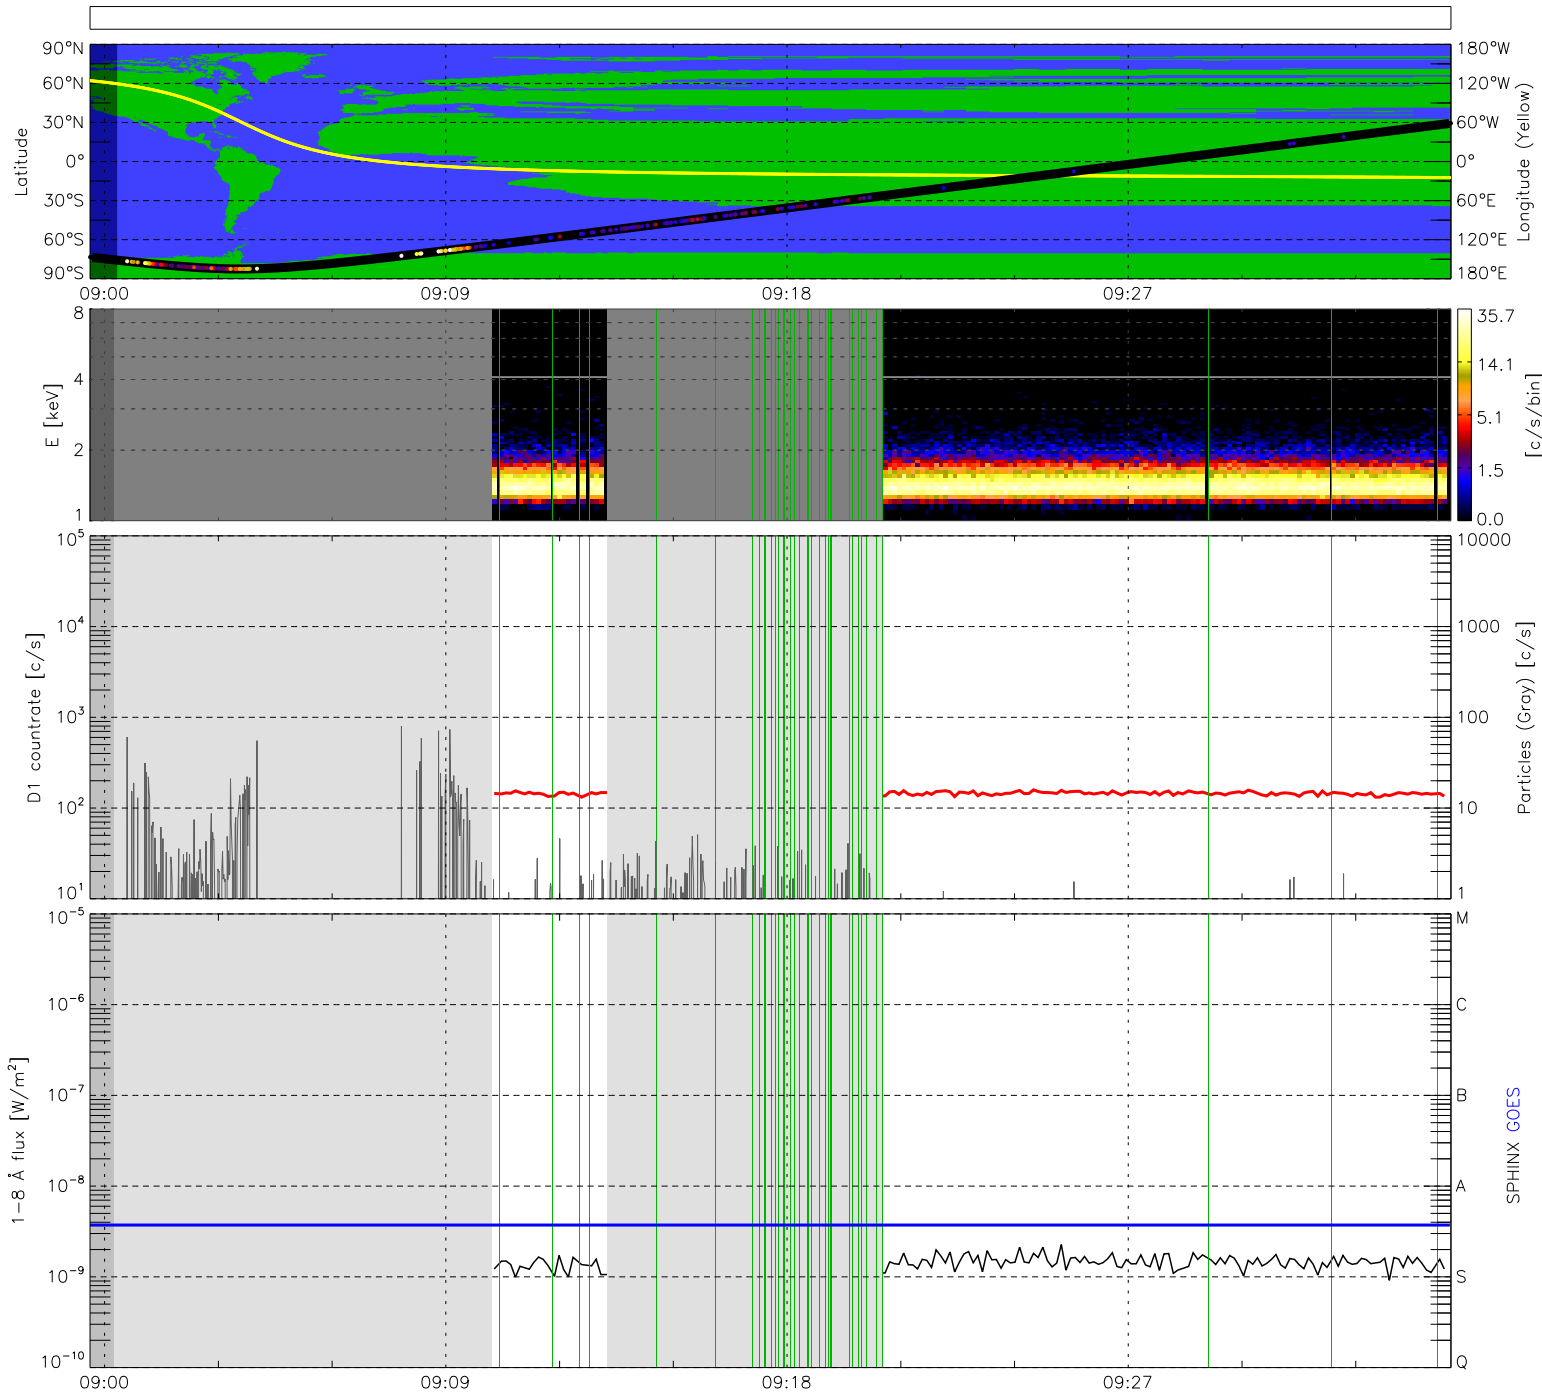 90°N 180°W
60°N 120°W
30°N 60°W
0° 0°
30°S 60°E
60°S 120°E
90°S 180°E
Latitude
Longitude (Yellow)
09:00 09:09 09:18 09:27
8 35.7
4 14.1
5.1
2 1.5
1 0.0
E [keV]
[c/s/bin]
10⁵ 10000
10⁴ 1000
10³ 100
10² 10
10¹ 1
D1 countrate [c/s]
Particles (Gray) [c/s]
10⁻⁵ M
10⁻⁶ C
10⁻⁷ B
10⁻⁸ A
10⁻⁹ S
10⁻¹⁰ Q
1−8 Å flux [W/m²]
SPHINX GOES
09:00 09:09 09:18 09:27